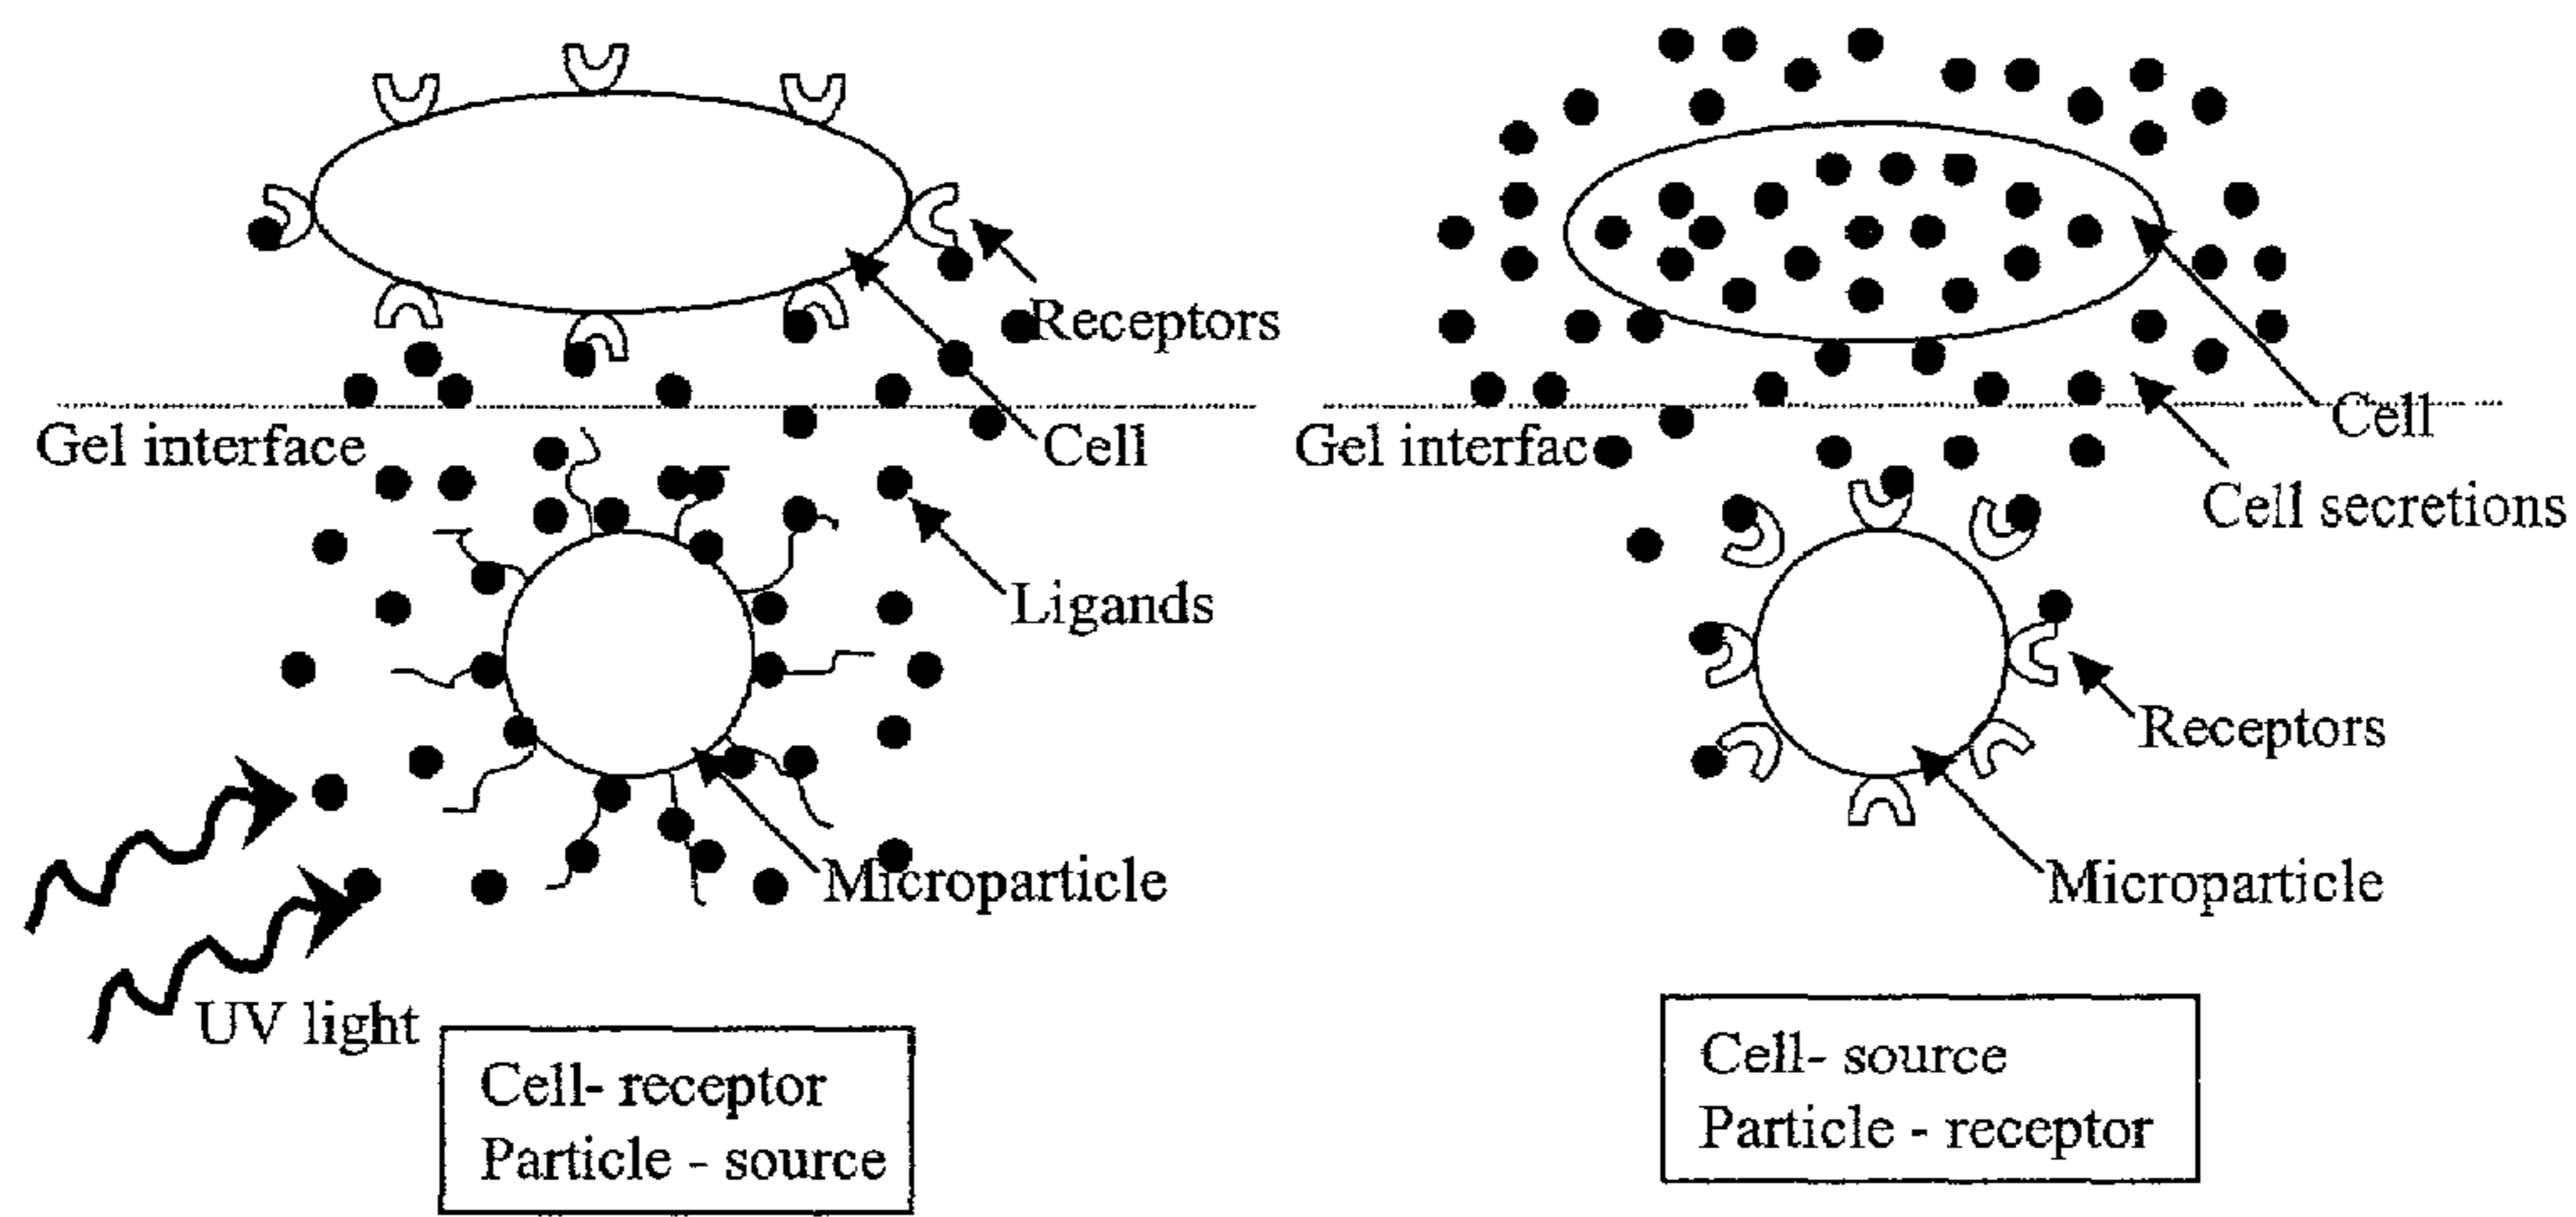 Receptors
Gel interface
Cell
Ligands
Microparticle
UV light
Cell- receptor
Particle - source
Gel interfac
Cell
Cell secretions
Receptors
Microparticle
Cell- source
Particle - receptor